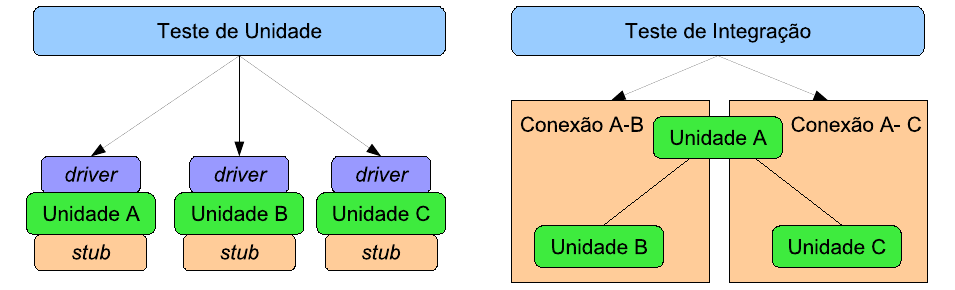 Teste de Unidade
driver
driver
driver
Unidade A
Unidade B
Unidade C
stub
stub
stub
Teste de Integração
Conexão A-B
Unidade A
Conexão A- C
Unidade B
Unidade C